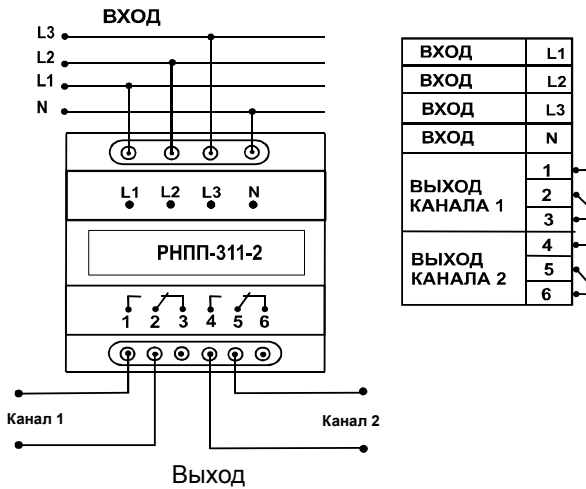 ВХОД
L3
L2
L1
N
L1 L2 L3 N
РНПП-311-2
1 2 3 4 5 6
Канал 1
Канал 2
Выход
ВХОД L1
ВХОД L2
ВХОД L3
ВХОД N
ВЫХОД КАНАЛА 1
1
2
3
ВЫХОД КАНАЛА 2
4
5
6